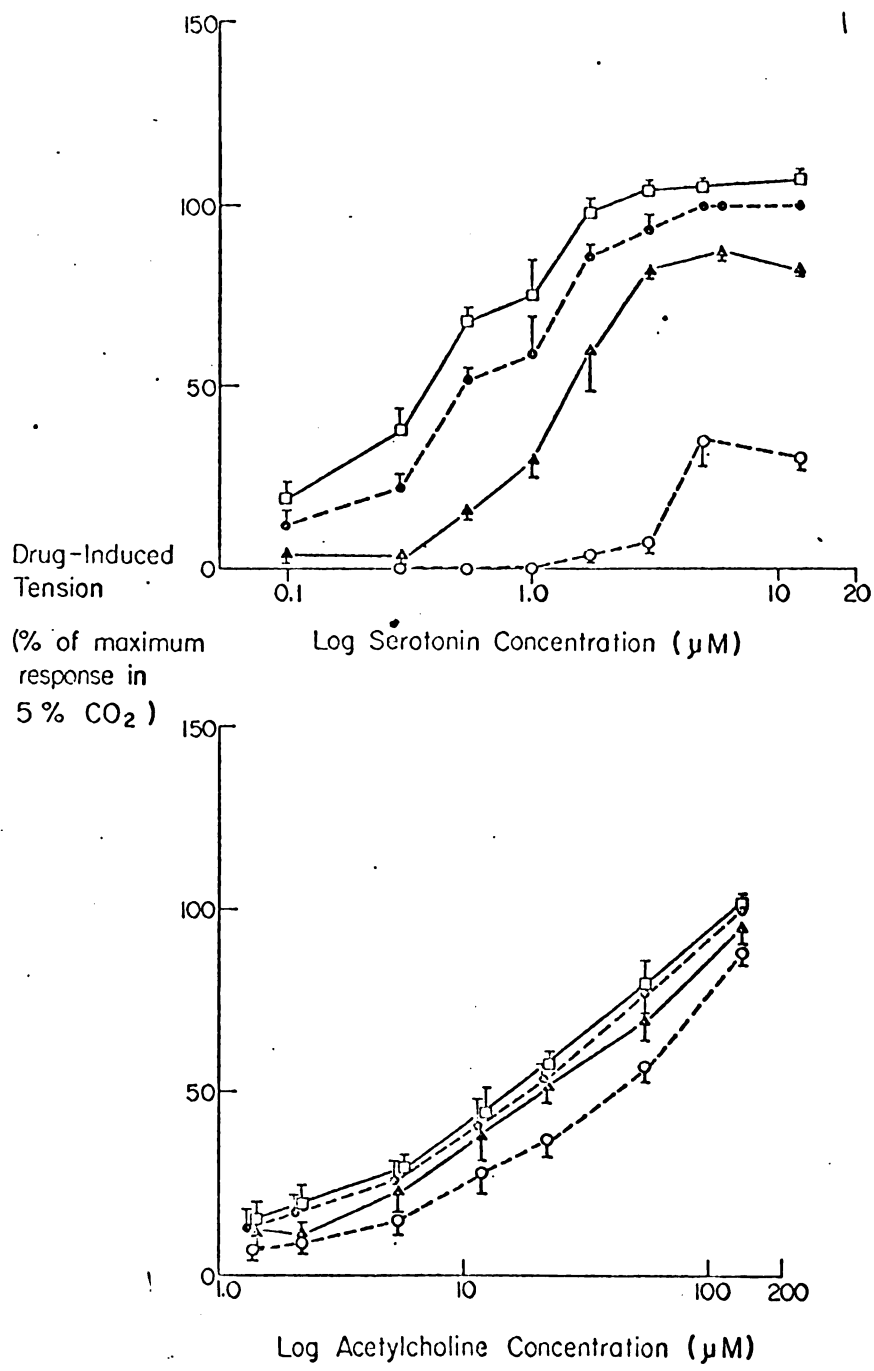 150
100
50
0
0.1
1.0
10
20
Log Serotonin Concentration (µM)
Drug-Induced
Tension
(% of maximum
response in
5% CO₂)
150
100
50
0
1.0
10
100
200
Log Acetylcholine Concentration (µM)